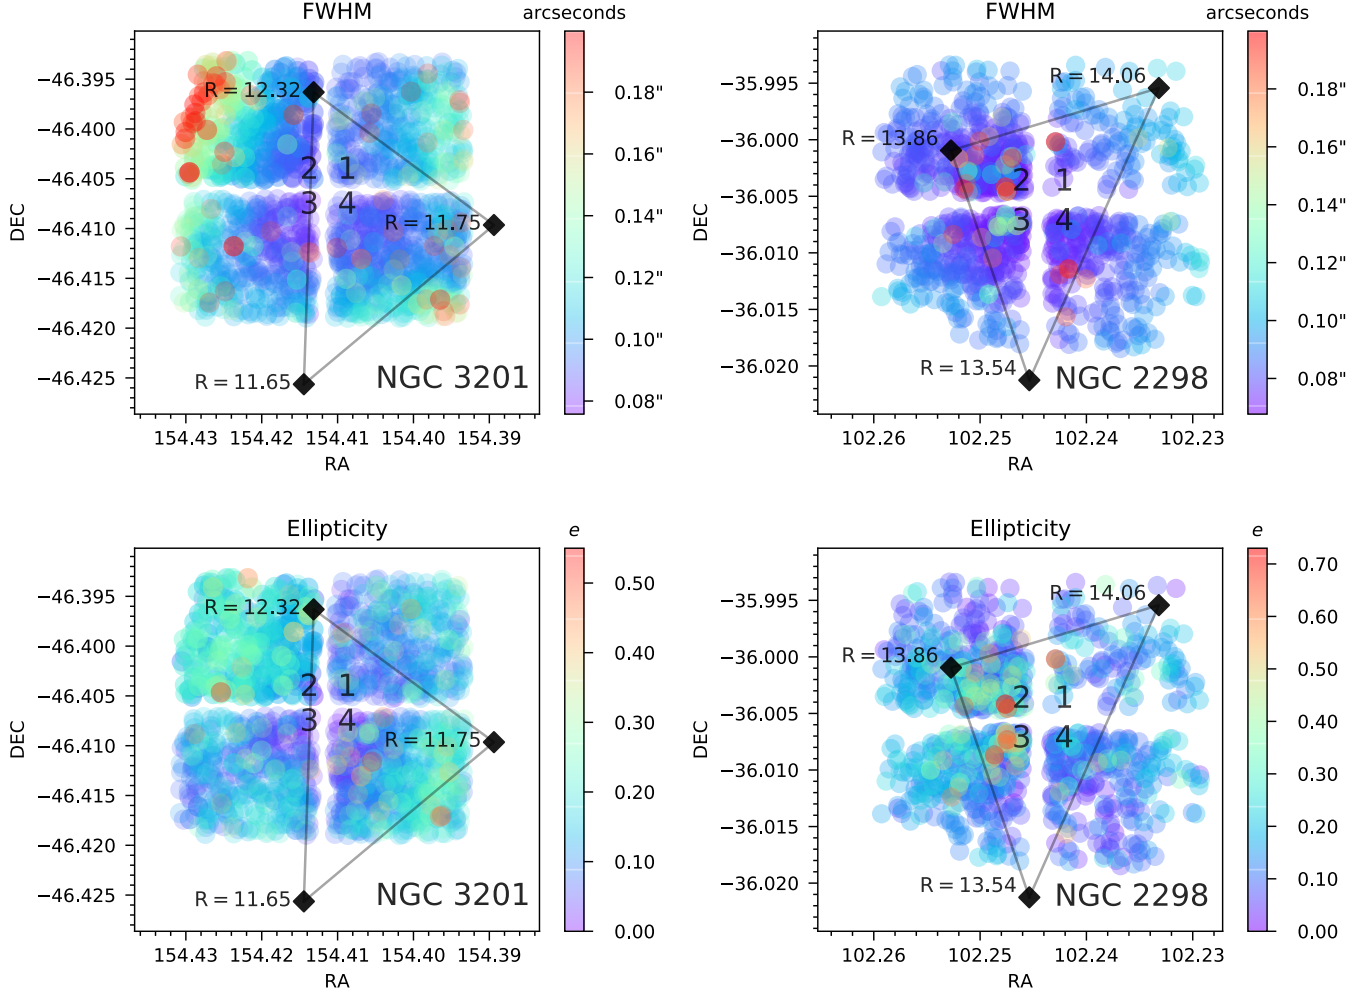 FWHM
arcseconds
DEC
−46.395
−46.400
−46.405
−46.410
−46.415
−46.420
−46.425
R = 12.32
R = 11.75
R = 11.65
2 1
3 4
NGC 3201
154.43 154.42 154.41 154.40 154.39
RA
0.18"
0.16"
0.14"
0.12"
0.10"
0.08"
FWHM
arcseconds
DEC
−35.995
−36.000
−36.005
−36.010
−36.015
−36.020
R = 14.06
R = 13.86
R = 13.54
2 1
3 4
NGC 2298
102.26 102.25 102.24 102.23
RA
0.18"
0.16"
0.14"
0.12"
0.10"
0.08"
Ellipticity
e
DEC
−46.395
−46.400
−46.405
−46.410
−46.415
−46.420
−46.425
R = 12.32
R = 11.75
R = 11.65
2 1
3 4
NGC 3201
154.43 154.42 154.41 154.40 154.39
RA
0.50
0.40
0.30
0.20
0.10
0.00
Ellipticity
e
DEC
−35.995
−36.000
−36.005
−36.010
−36.015
−36.020
R = 14.06
R = 13.86
R = 13.54
2 1
3 4
NGC 2298
102.26 102.25 102.24 102.23
RA
0.70
0.60
0.50
0.40
0.30
0.20
0.10
0.00